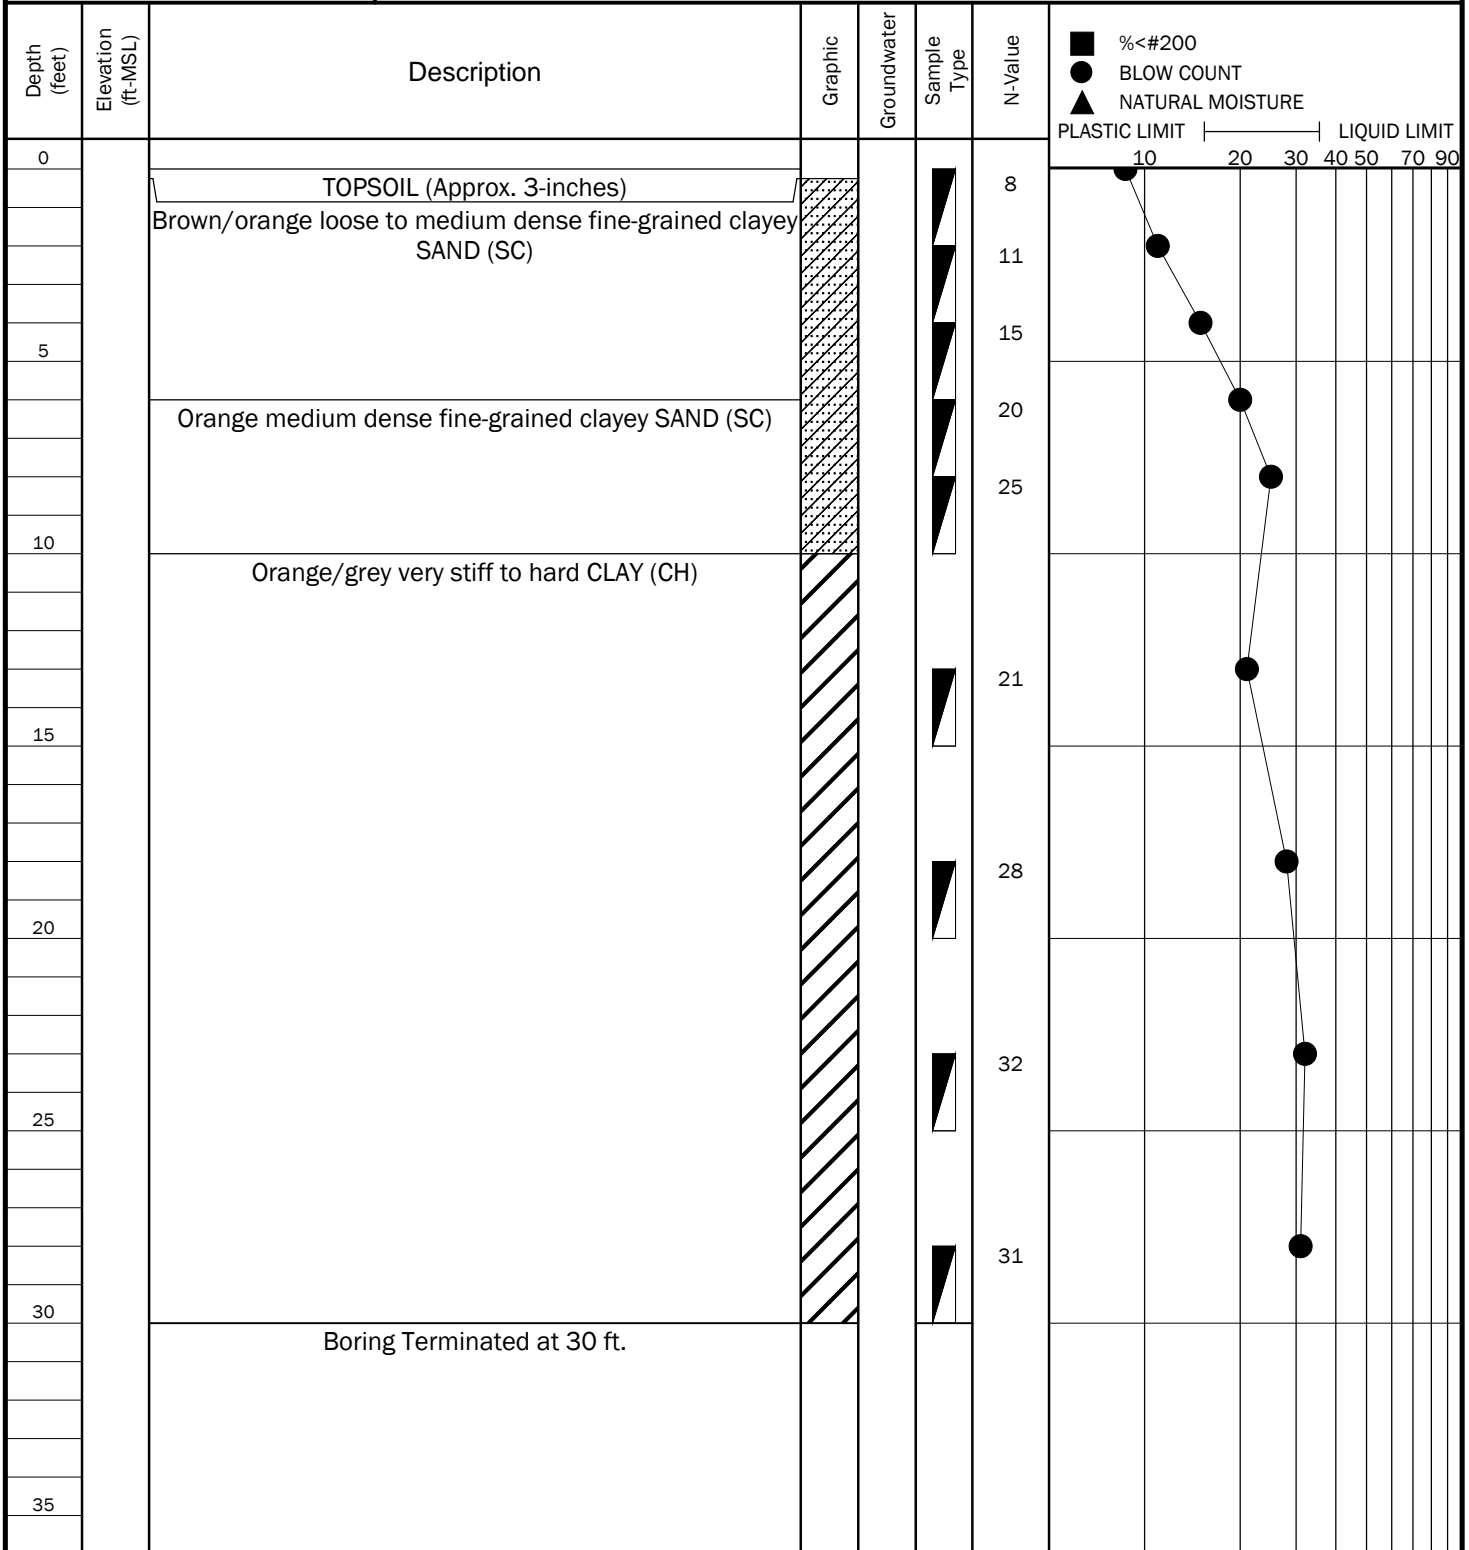 Depth
(feet)
Elevation
(ft-MSL)
Description
Graphic
Groundwater
Sample
Type
N-Value
%<#200
BLOW COUNT
NATURAL MOISTURE
PLASTIC LIMIT LIQUID LIMIT
10 20 30 40 50 70 90
0
TOPSOIL (Approx. 3-inches)
8
Brown/orange loose to medium dense fine-grained clayey
SAND (SC)
11
15
5
Orange medium dense fine-grained clayey SAND (SC)
20
25
10
Orange/grey very stiff to hard CLAY (CH)
21
15
28
20
32
25
31
30
Boring Terminated at 30 ft.
35